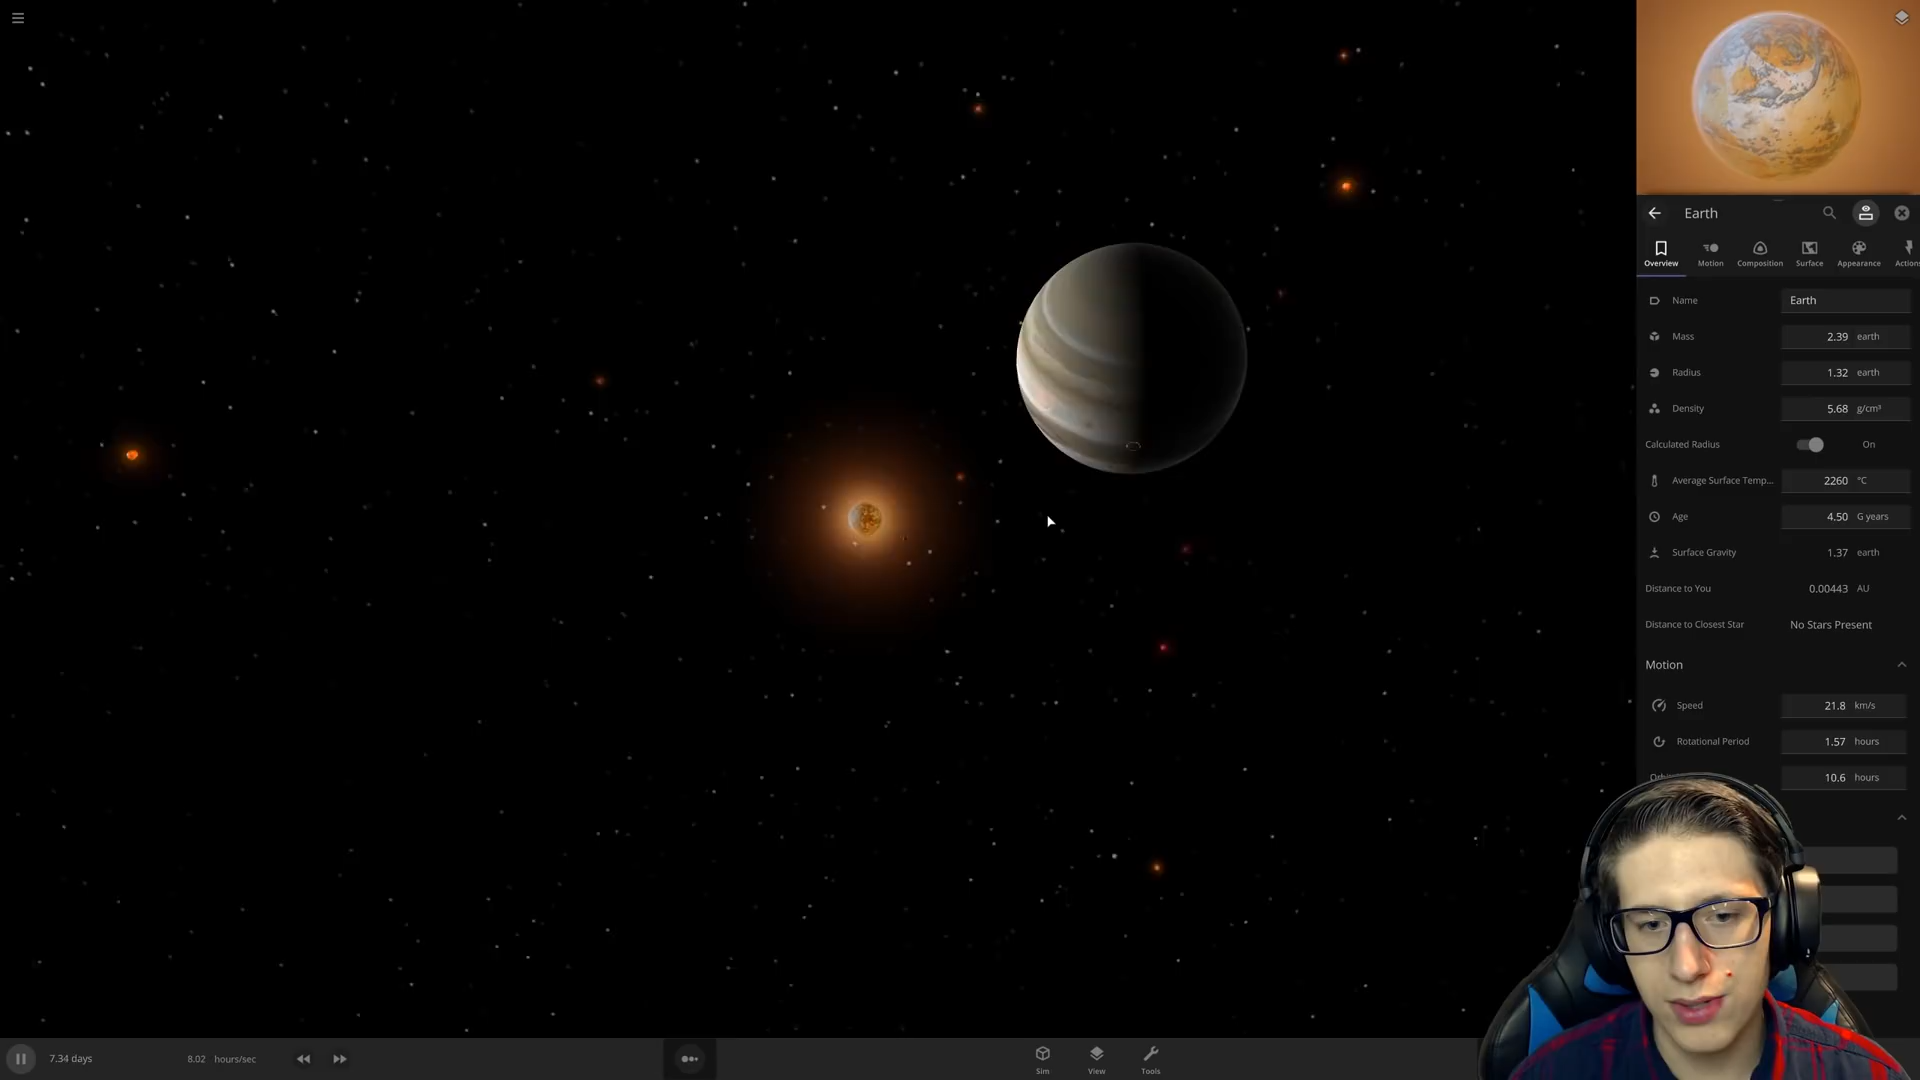 Earth
Overview Motion Composition Surface Appearance Actions
Name Earth
Mass 2.39 earth
Radius 1.32 earth
Density 5.68 g/cm³
Calculated Radius On
Average Surface Temp... 2260 °C
Age 4.50 G years
Surface Gravity 1.37 earth
Distance to You 0.00443 AU
Distance to Closest Star No Stars Present
Motion
Speed 21.8 km/s
Rotational Period 1.57 hours
10.6 hours
7.34 days 8.02 hours/sec
Sim View Tools